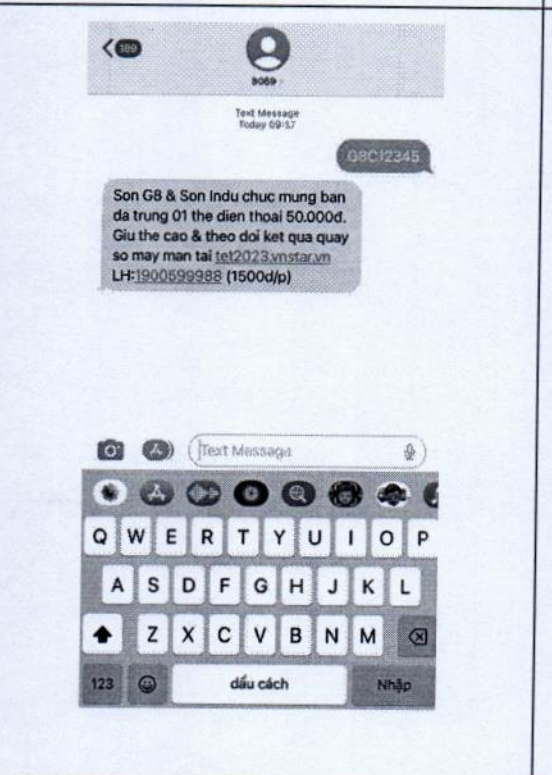 189
8069
Text Message
Today 09:57
G8C12345
Son G8 & Son Indu chuc mung ban
da trung 01 the dien thoai 50.000đ.
Giu the cao & theo doi ket qua quay
so may man tai tet2023.vnstar.vn
LH:1900599988 (1500d/p)
Text Message
Q W E R T Y U I O P
A S D F G H J K L
Z X C V B N M
123 dấu cách Nhập